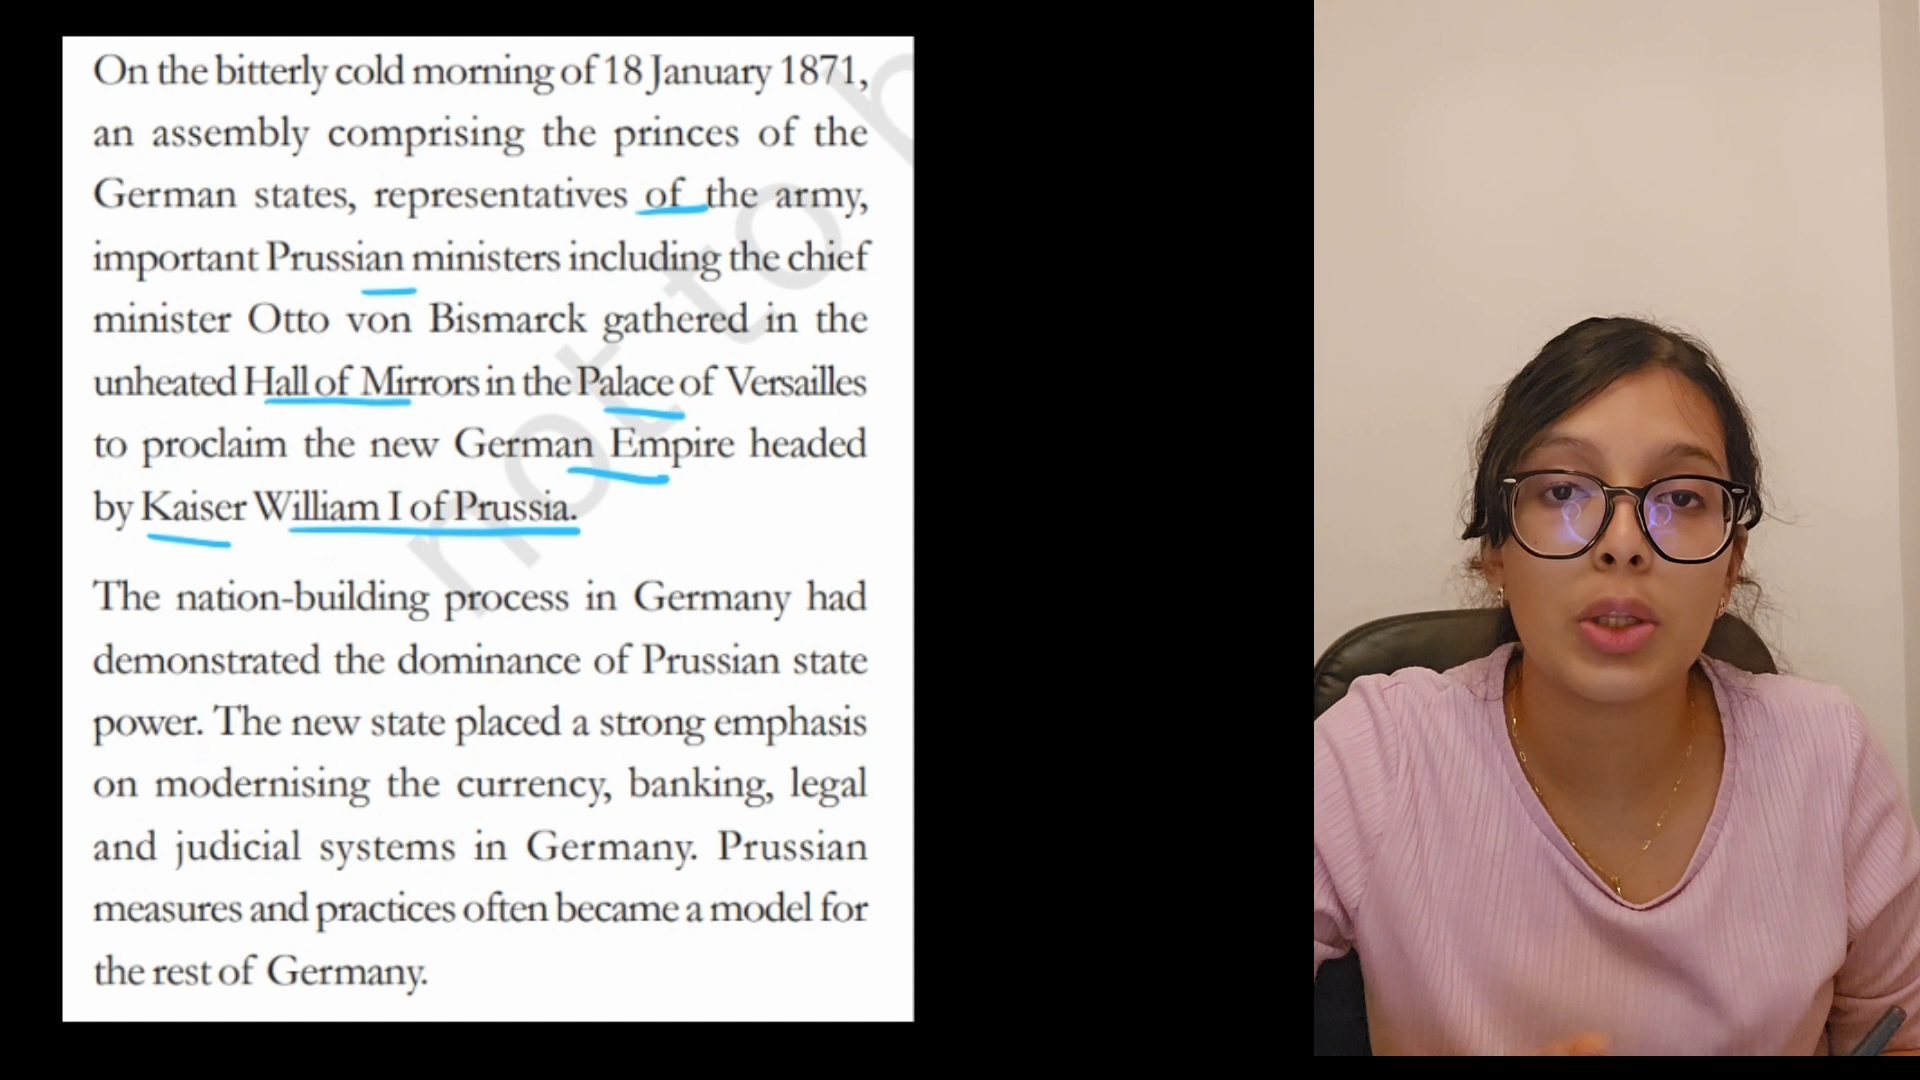 On the bitterly cold morning of 18 January 1871,
an assembly comprising the princes of the
German states, representatives of the army,
important Prussian ministers including the chief
minister Otto von Bismarck gathered in the
unheated Hall of Mirrors in the Palace of Versailles
to proclaim the new German Empire headed
by Kaiser William I of Prussia.
The nation-building process in Germany had
demonstrated the dominance of Prussian state
power. The new state placed a strong emphasis
on modernising the currency, banking, legal
and judicial systems in Germany. Prussian
measures and practices often became a model for
the rest of Germany.
not to b